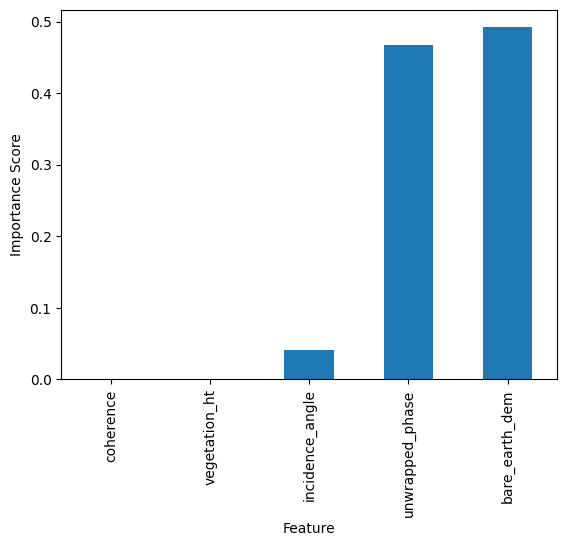 0.5
0.4
0.3
0.2
0.1
0.0
Importance Score
coherence
vegetation_ht
incidence_angle
unwrapped_phase
bare_earth_dem
Feature